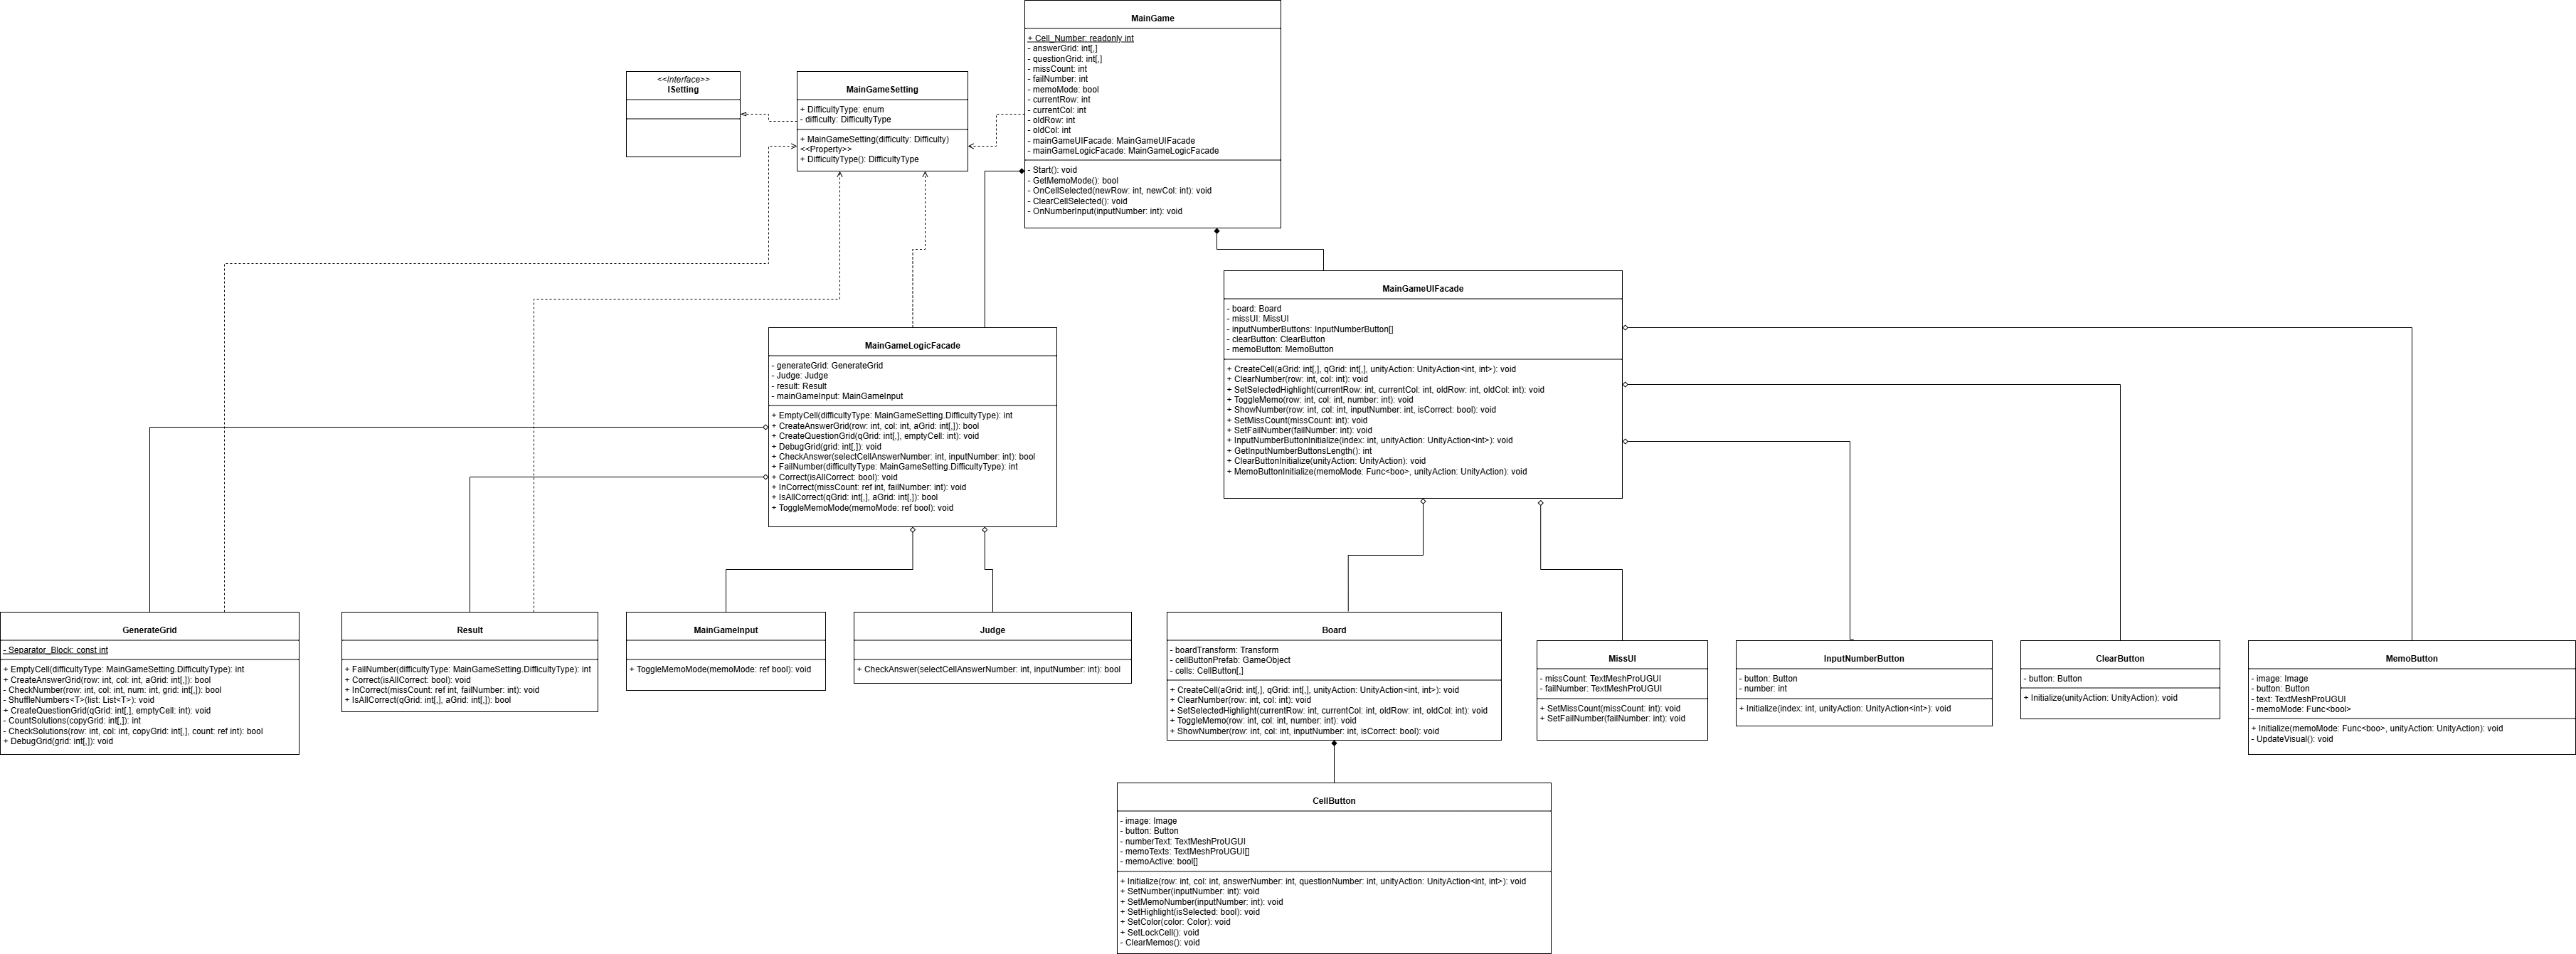 MainGame
+ Cell_Number: readonly int
- answerGrid: int[,]
- questionGrid: int[,]
- missCount: int
- failNumber: int
- memoMode: bool
- currentRow: int
- currentCol: int
- oldRow: int
- oldCol: int
- mainGameUIFacade: MainGameUIFacade
- mainGameLogicFacade: MainGameLogicFacade
- Start(): void
- GetMemoMode(): bool
- OnCellSelected(newRow: int, newCol: int): void
- ClearCellSelected(): void
- OnNumberInput(inputNumber: int): void
<<Interface>>
ISetting
MainGameSetting
+ DifficultyType: enum
- difficulty: DifficultyType
+ MainGameSetting(difficulty: Difficulty)
<<Property>>
+ DifficultyType(): DifficultyType
MainGameUIFacade
- board: Board
- missUI: MissUI
- inputNumberButtons: InputNumberButton[]
- clearButton: ClearButton
- memoButton: MemoButton
+ CreateCell(aGrid: int[,], qGrid: int[,], unityAction: UnityAction<int, int>): void
+ ClearNumber(row: int, col: int): void
+ SetSelectedHighlight(currentRow: int, currentCol: int, oldRow: int, oldCol: int): void
+ ToggleMemo(row: int, col: int, number: int): void
+ ShowNumber(row: int, col: int, inputNumber: int, isCorrect: bool): void
+ SetMissCount(missCount: int): void
+ SetFailNumber(failNumber: int): void
+ InputNumberButtonInitialize(index: int, unityAction: UnityAction<int>): void
+ GetInputNumberButtonsLength(): int
+ ClearButtonInitialize(unityAction: UnityAction): void
+ MemoButtonInitialize(memoMode: Func<boo>, unityAction: UnityAction): void
MainGameLogicFacade
- generateGrid: GenerateGrid
- Judge: Judge
- result: Result
- mainGameInput: MainGameInput
+ EmptyCell(difficultyType: MainGameSetting.DifficultyType): int
+ CreateAnswerGrid(row: int, col: int, aGrid: int[,]): bool
+ CreateQuestionGrid(qGrid: int[,], emptyCell: int): void
+ DebugGrid(grid: int[,]): void
+ CheckAnswer(selectCellAnswerNumber: int, inputNumber: int): bool
+ FailNumber(difficultyType: MainGameSetting.DifficultyType): int
+ Correct(isAllCorrect: bool): void
+ InCorrect(missCount: ref int, failNumber: int): void
+ IsAllCorrect(qGrid: int[,], aGrid: int[,]): bool
+ ToggleMemoMode(memoMode: ref bool): void
GenerateGrid
- Separator_Block: const int
+ EmptyCell(difficultyType: MainGameSetting.DifficultyType): int
+ CreateAnswerGrid(row: int, col: int, aGrid: int[,]): bool
- CheckNumber(row: int, col: int, num: int, grid: int[,]): bool
- ShuffleNumbers<T>(list: List<T>): void
+ CreateQuestionGrid(qGrid: int[,], emptyCell: int): void
- CountSolutions(copyGrid: int[,]): int
- CheckSolutions(row: int, col: int, copyGrid: int[,], count: ref int): bool
+ DebugGrid(grid: int[,]): void
Result
+ FailNumber(difficultyType: MainGameSetting.DifficultyType): int
+ Correct(isAllCorrect: bool): void
+ InCorrect(missCount: ref int, failNumber: int): void
+ IsAllCorrect(qGrid: int[,], aGrid: int[,]): bool
MainGameInput
+ ToggleMemoMode(memoMode: ref bool): void
Judge
+ CheckAnswer(selectCellAnswerNumber: int, inputNumber: int): bool
Board
- boardTransform: Transform
- cellButtonPrefab: GameObject
- cells: CellButton[,]
+ CreateCell(aGrid: int[,], qGrid: int[,], unityAction: UnityAction<int, int>): void
+ ClearNumber(row: int, col: int): void
+ SetSelectedHighlight(currentRow: int, currentCol: int, oldRow: int, oldCol: int): void
+ ToggleMemo(row: int, col: int, number: int): void
+ ShowNumber(row: int, col: int, inputNumber: int, isCorrect: bool): void
MissUI
- missCount: TextMeshProUGUI
- failNumber: TextMeshProUGUI
+ SetMissCount(missCount: int): void
+ SetFailNumber(failNumber: int): void
InputNumberButton
- button: Button
- number: int
+ Initialize(index: int, unityAction: UnityAction<int>): void
ClearButton
- button: Button
+ Initialize(unityAction: UnityAction): void
MemoButton
- image: Image
- button: Button
- text: TextMeshProUGUI
- memoMode: Func<bool>
+ Initialize(memoMode: Func<boo>, unityAction: UnityAction): void
- UpdateVisual(): void
CellButton
- image: Image
- button: Button
- numberText: TextMeshProUGUI
- memoTexts: TextMeshProUGUI[]
- memoActive: bool[]
+ Initialize(row: int, col: int, answerNumber: int, questionNumber: int, unityAction: UnityAction<int, int>): void
+ SetNumber(inputNumber: int): void
+ SetMemoNumber(inputNumber: int): void
+ SetHighlight(isSelected: bool): void
+ SetColor(color: Color): void
+ SetLockCell(): void
- ClearMemos(): void